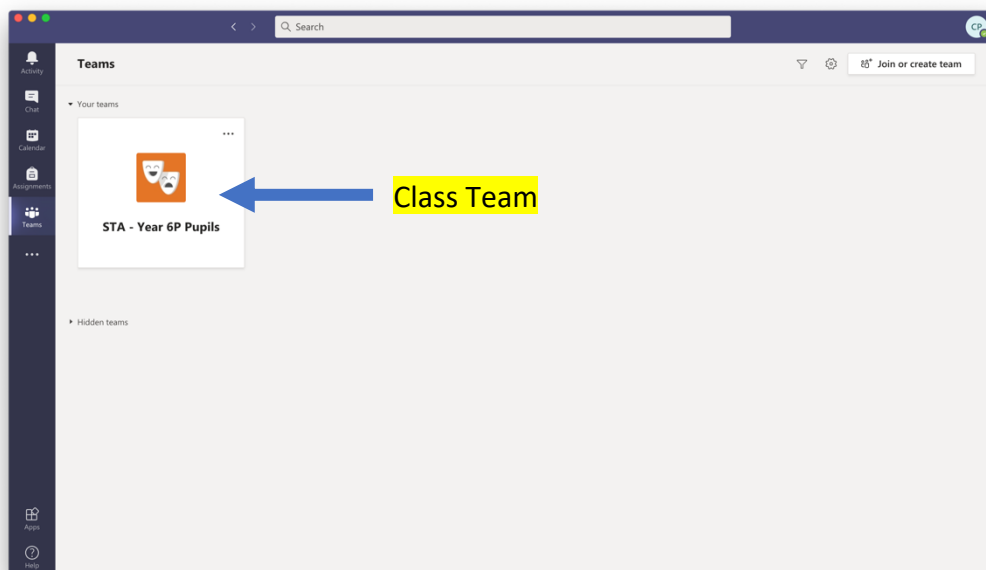 Search
CP
Activity
Chat
Calendar
Assignments
Teams
Apps
Help
Teams
Join or create team
Your teams
STA - Year 6P Pupils
Class Team
Hidden teams